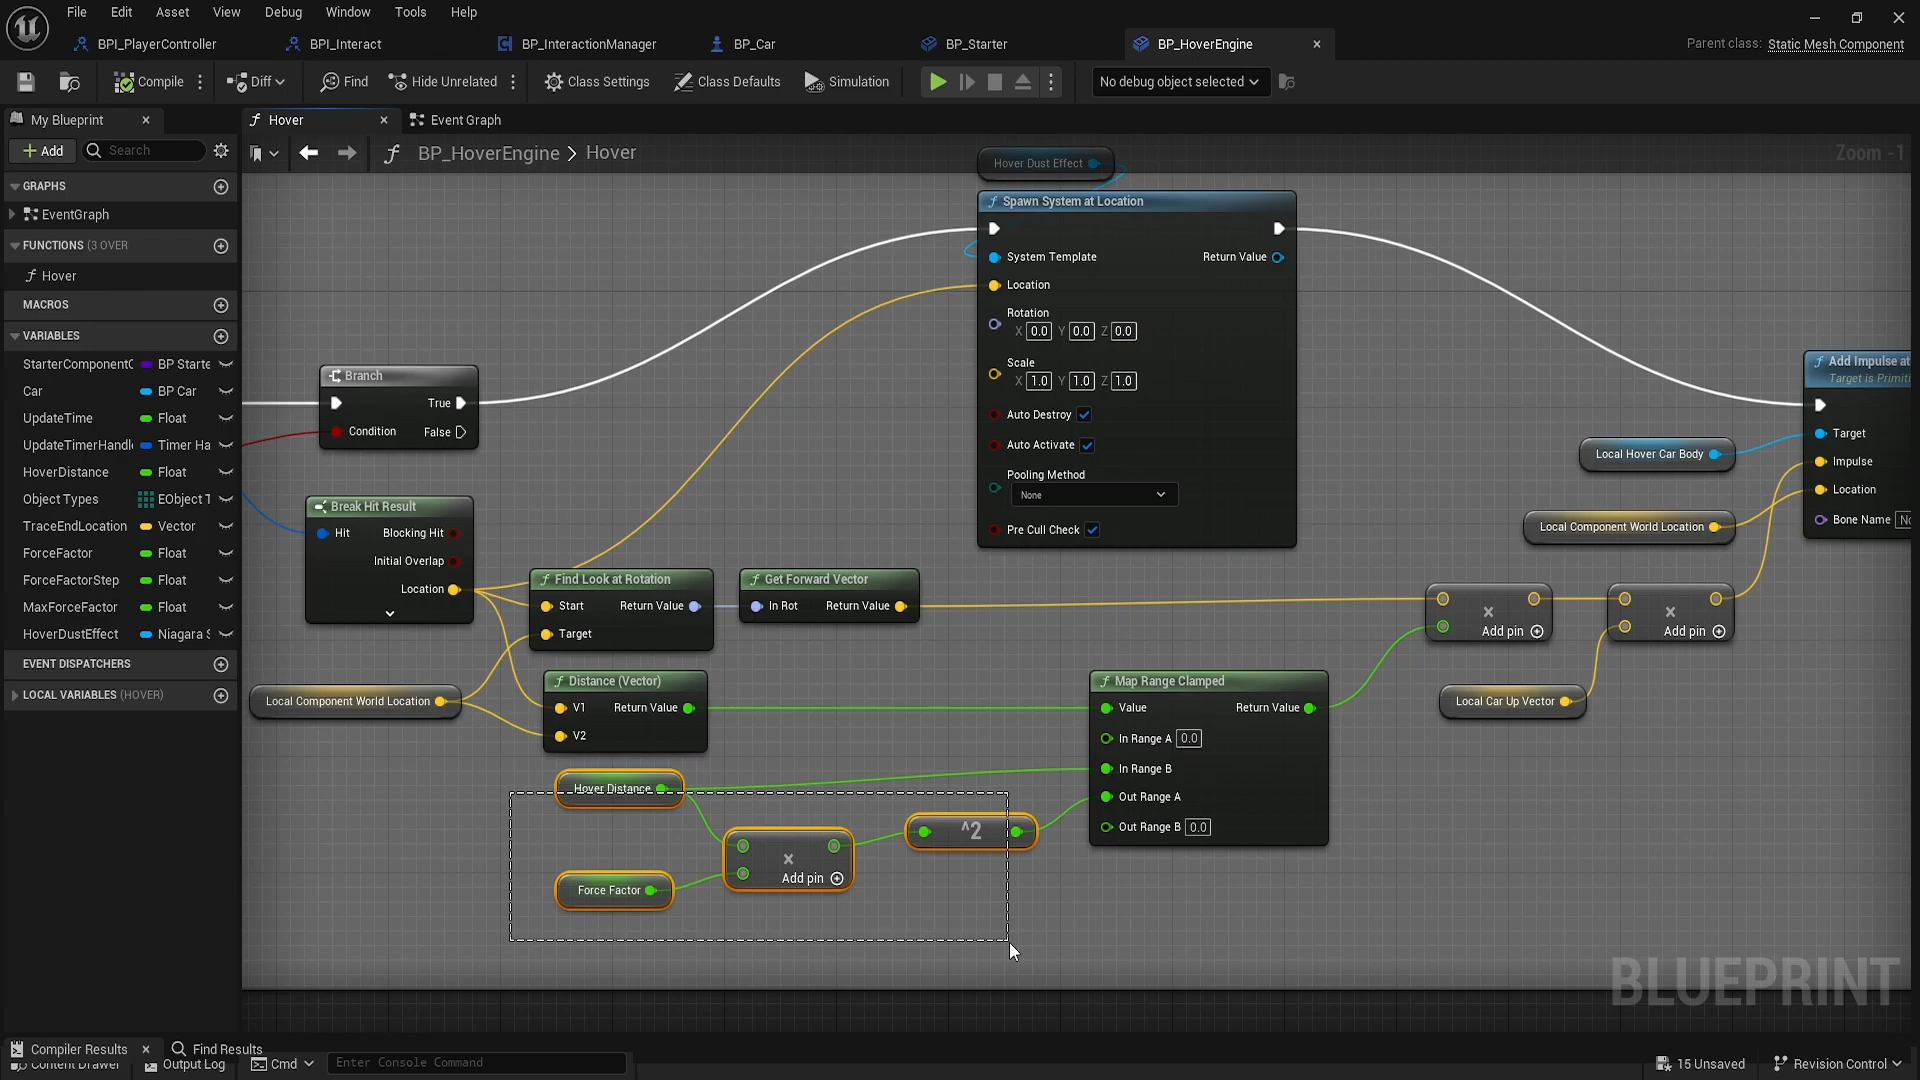 File Edit Asset View Debug Window Tools Help
BPI_PlayerController BPI_Interact BP_InteractionManager BP_Car BP_Starter BP_HoverEngine
Parent class: Static Mesh Component
Compile Diff Find Hide Unrelated Class Settings Class Defaults Simulation No debug object selected
My Blueprint
Hover Event Graph
Add Search
BP_HoverEngine > Hover
Zoom -1
GRAPHS
EventGraph
FUNCTIONS (3 OVER
Hover
MACROS
VARIABLES
StarterComponentC BP Starte
Car BP Car
UpdateTime Float
UpdateTimerHandl Timer Ha
HoverDistance Float
Object Types EObject T
TraceEndLocation Vector
ForceFactor Float
ForceFactorStep Float
MaxForceFactor Float
HoverDustEffect Niagara S
EVENT DISPATCHERS
LOCAL VARIABLES (HOVER)
Hover Dust Effect
Spawn System at Location
System Template Return Value
Location
Rotation
X 0.0 Y 0.0 Z 0.0
Scale
X 1.0 Y 1.0 Z 1.0
Auto Destroy
Auto Activate
Pooling Method
None
Pre Cull Check
Branch
True
Condition False
Break Hit Result
Hit Blocking Hit
Initial Overlap
Location
Find Look at Rotation
Start Return Value
Target
Get Forward Vector
In Rot Return Value
Local Component World Location
Distance (Vector)
V1 Return Value
V2
Hover Distance
Force Factor
×
Add pin
^2
Map Range Clamped
Value Return Value
In Range A 0.0
In Range B
Out Range A
Out Range B 0.0
×
Add pin
×
Add pin
Local Car Up Vector
Local Hover Car Body
Local Component World Location
Add Impulse at
Target is Primiti
Target
Impulse
Location
Bone Name
BLUEPRINT
Compiler Results Find Results
Content Drawer Output Log Cmd Enter Console Command 15 Unsaved Revision Control